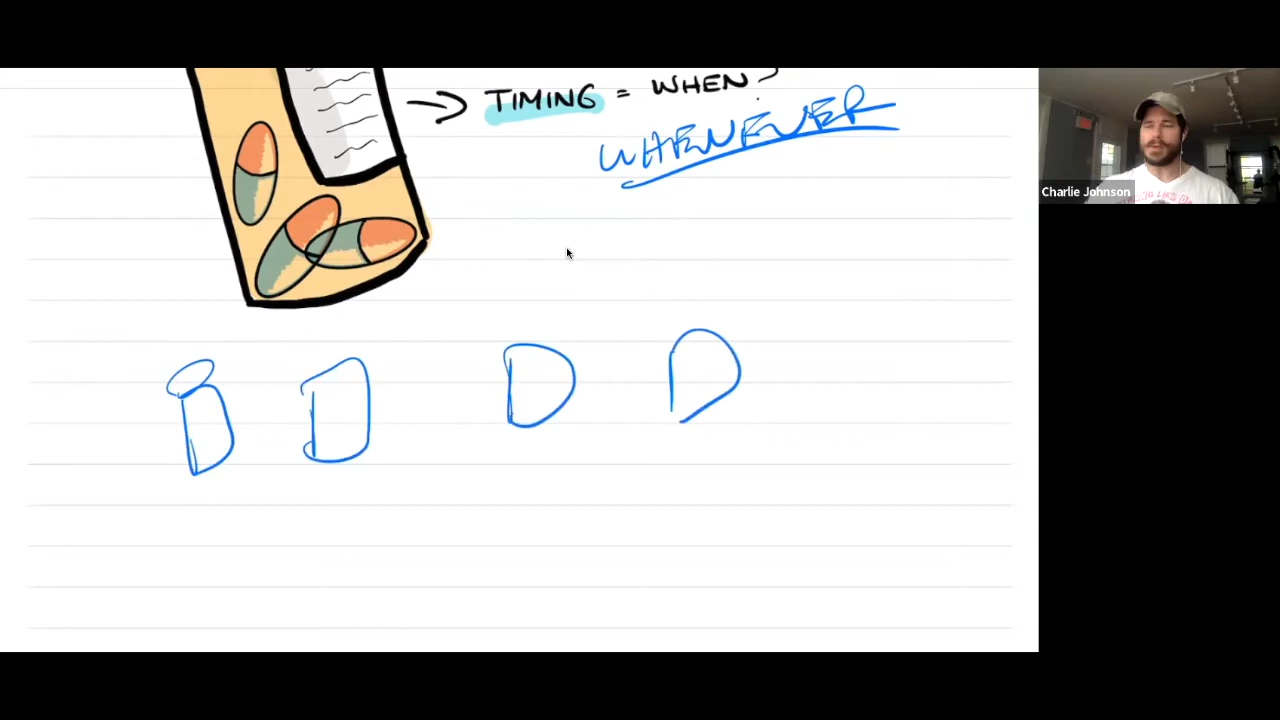 → TIMING = WHEN?
WHENEVER
D D D D
Charlie Johnson